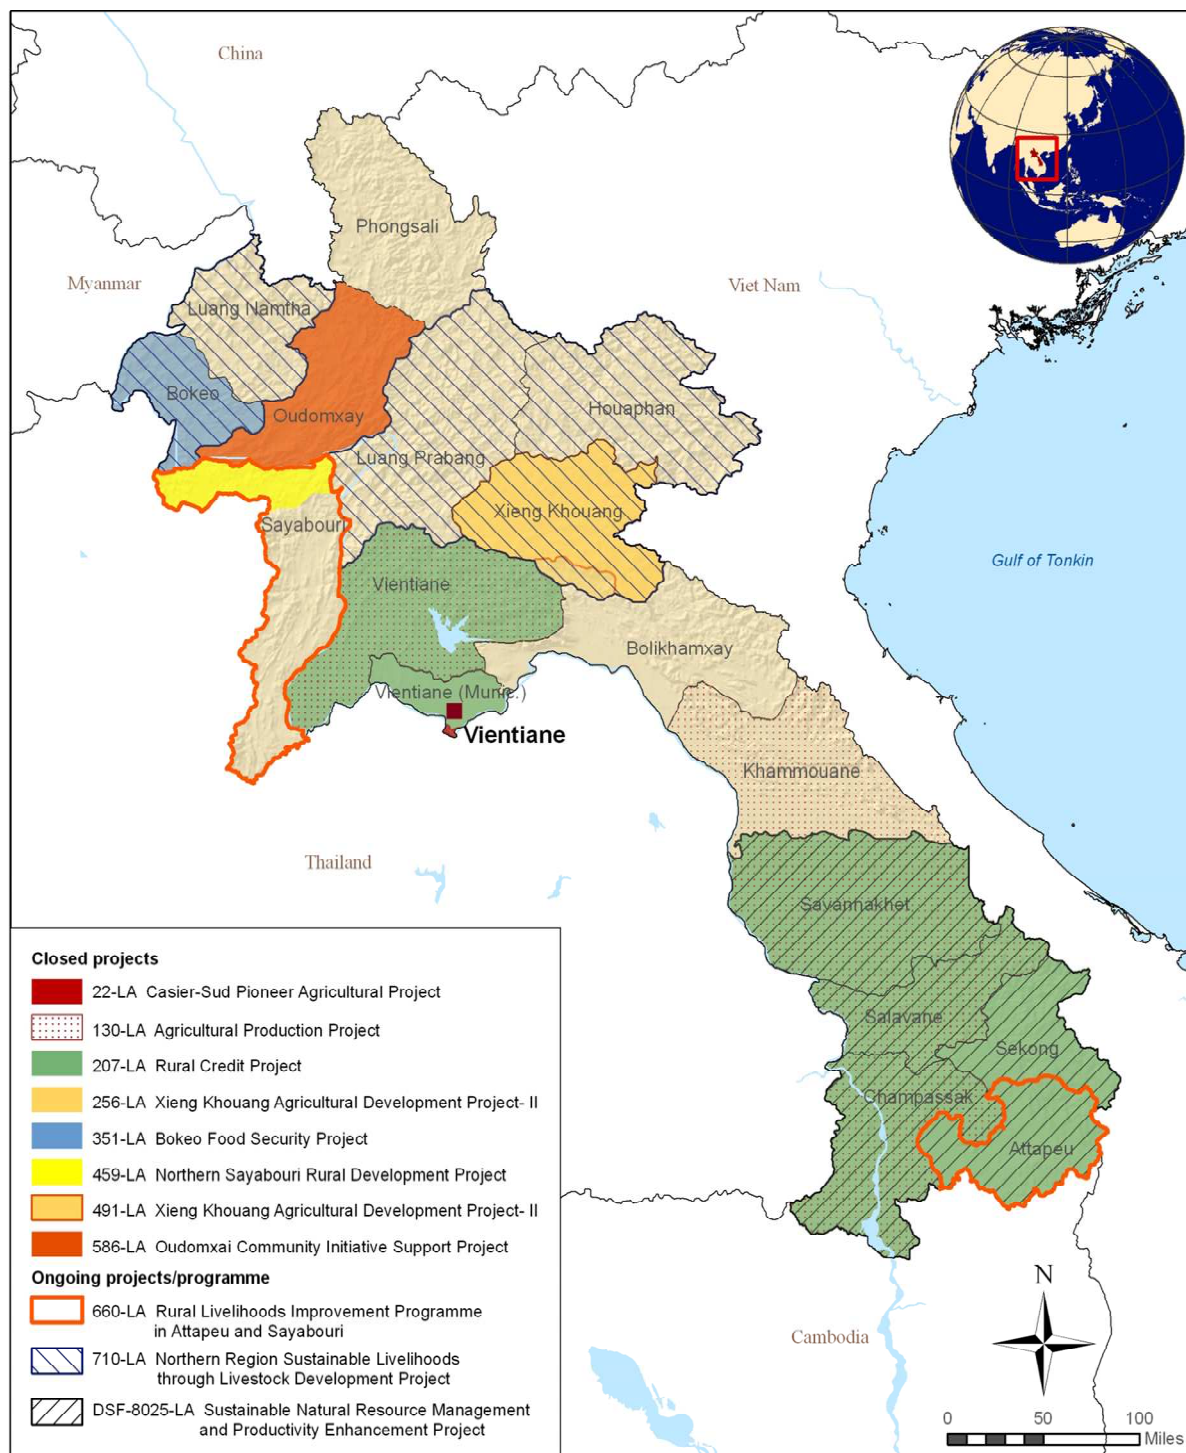 China
Phongsali
Myanmar
Viet Nam
Luang Namtha
Bokeo
Oudomxay
Houaphan
Luang Prabang
Xieng Khouang
Sayabouri
Gulf of Tonkin
Vientiane
Bolikhamxay
Vientiane (Munic.)
Vientiane
Khammouane
Thailand
Savannakhet
Salavane
Sekong
Champassak
Attapeu
Cambodia
Closed projects
22-LA Casier-Sud Pioneer Agricultural Project
130-LA Agricultural Production Project
207-LA Rural Credit Project
256-LA Xieng Khouang Agricultural Development Project- II
351-LA Bokeo Food Security Project
459-LA Northern Sayabouri Rural Development Project
491-LA Xieng Khouang Agricultural Development Project- II
586-LA Oudomxai Community Initiative Support Project
Ongoing projects/programme
660-LA Rural Livelihoods Improvement Programme
in Attapeu and Sayabouri
710-LA Northern Region Sustainable Livelihoods
through Livestock Development Project
DSF-8025-LA Sustainable Natural Resource Management
and Productivity Enhancement Project
N
0 50 100
Miles